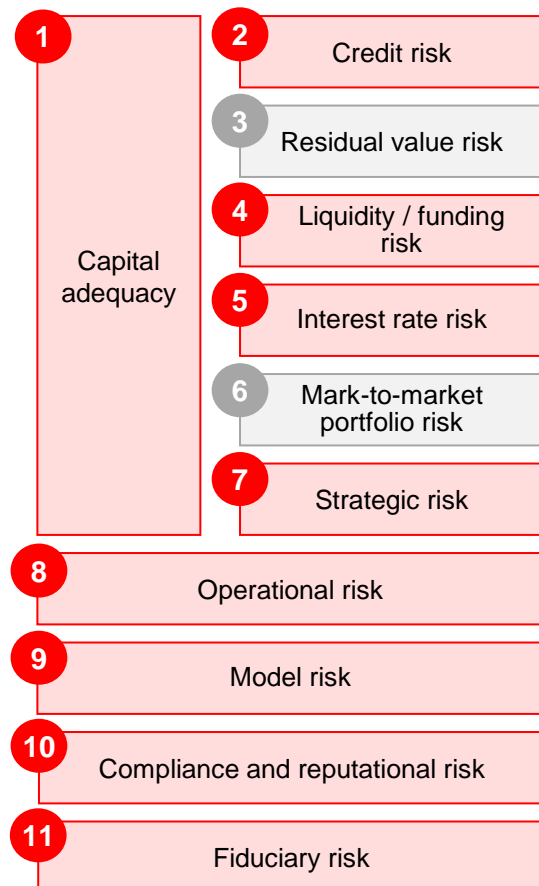 1
Capital
adequacy
2
Credit risk
3
Residual value risk
4
Liquidity / funding
risk
5
Interest rate risk
6
Mark-to-market
portfolio risk
7
Strategic risk
8
Operational risk
9
Model risk
10
Compliance and reputational risk
11
Fiduciary risk